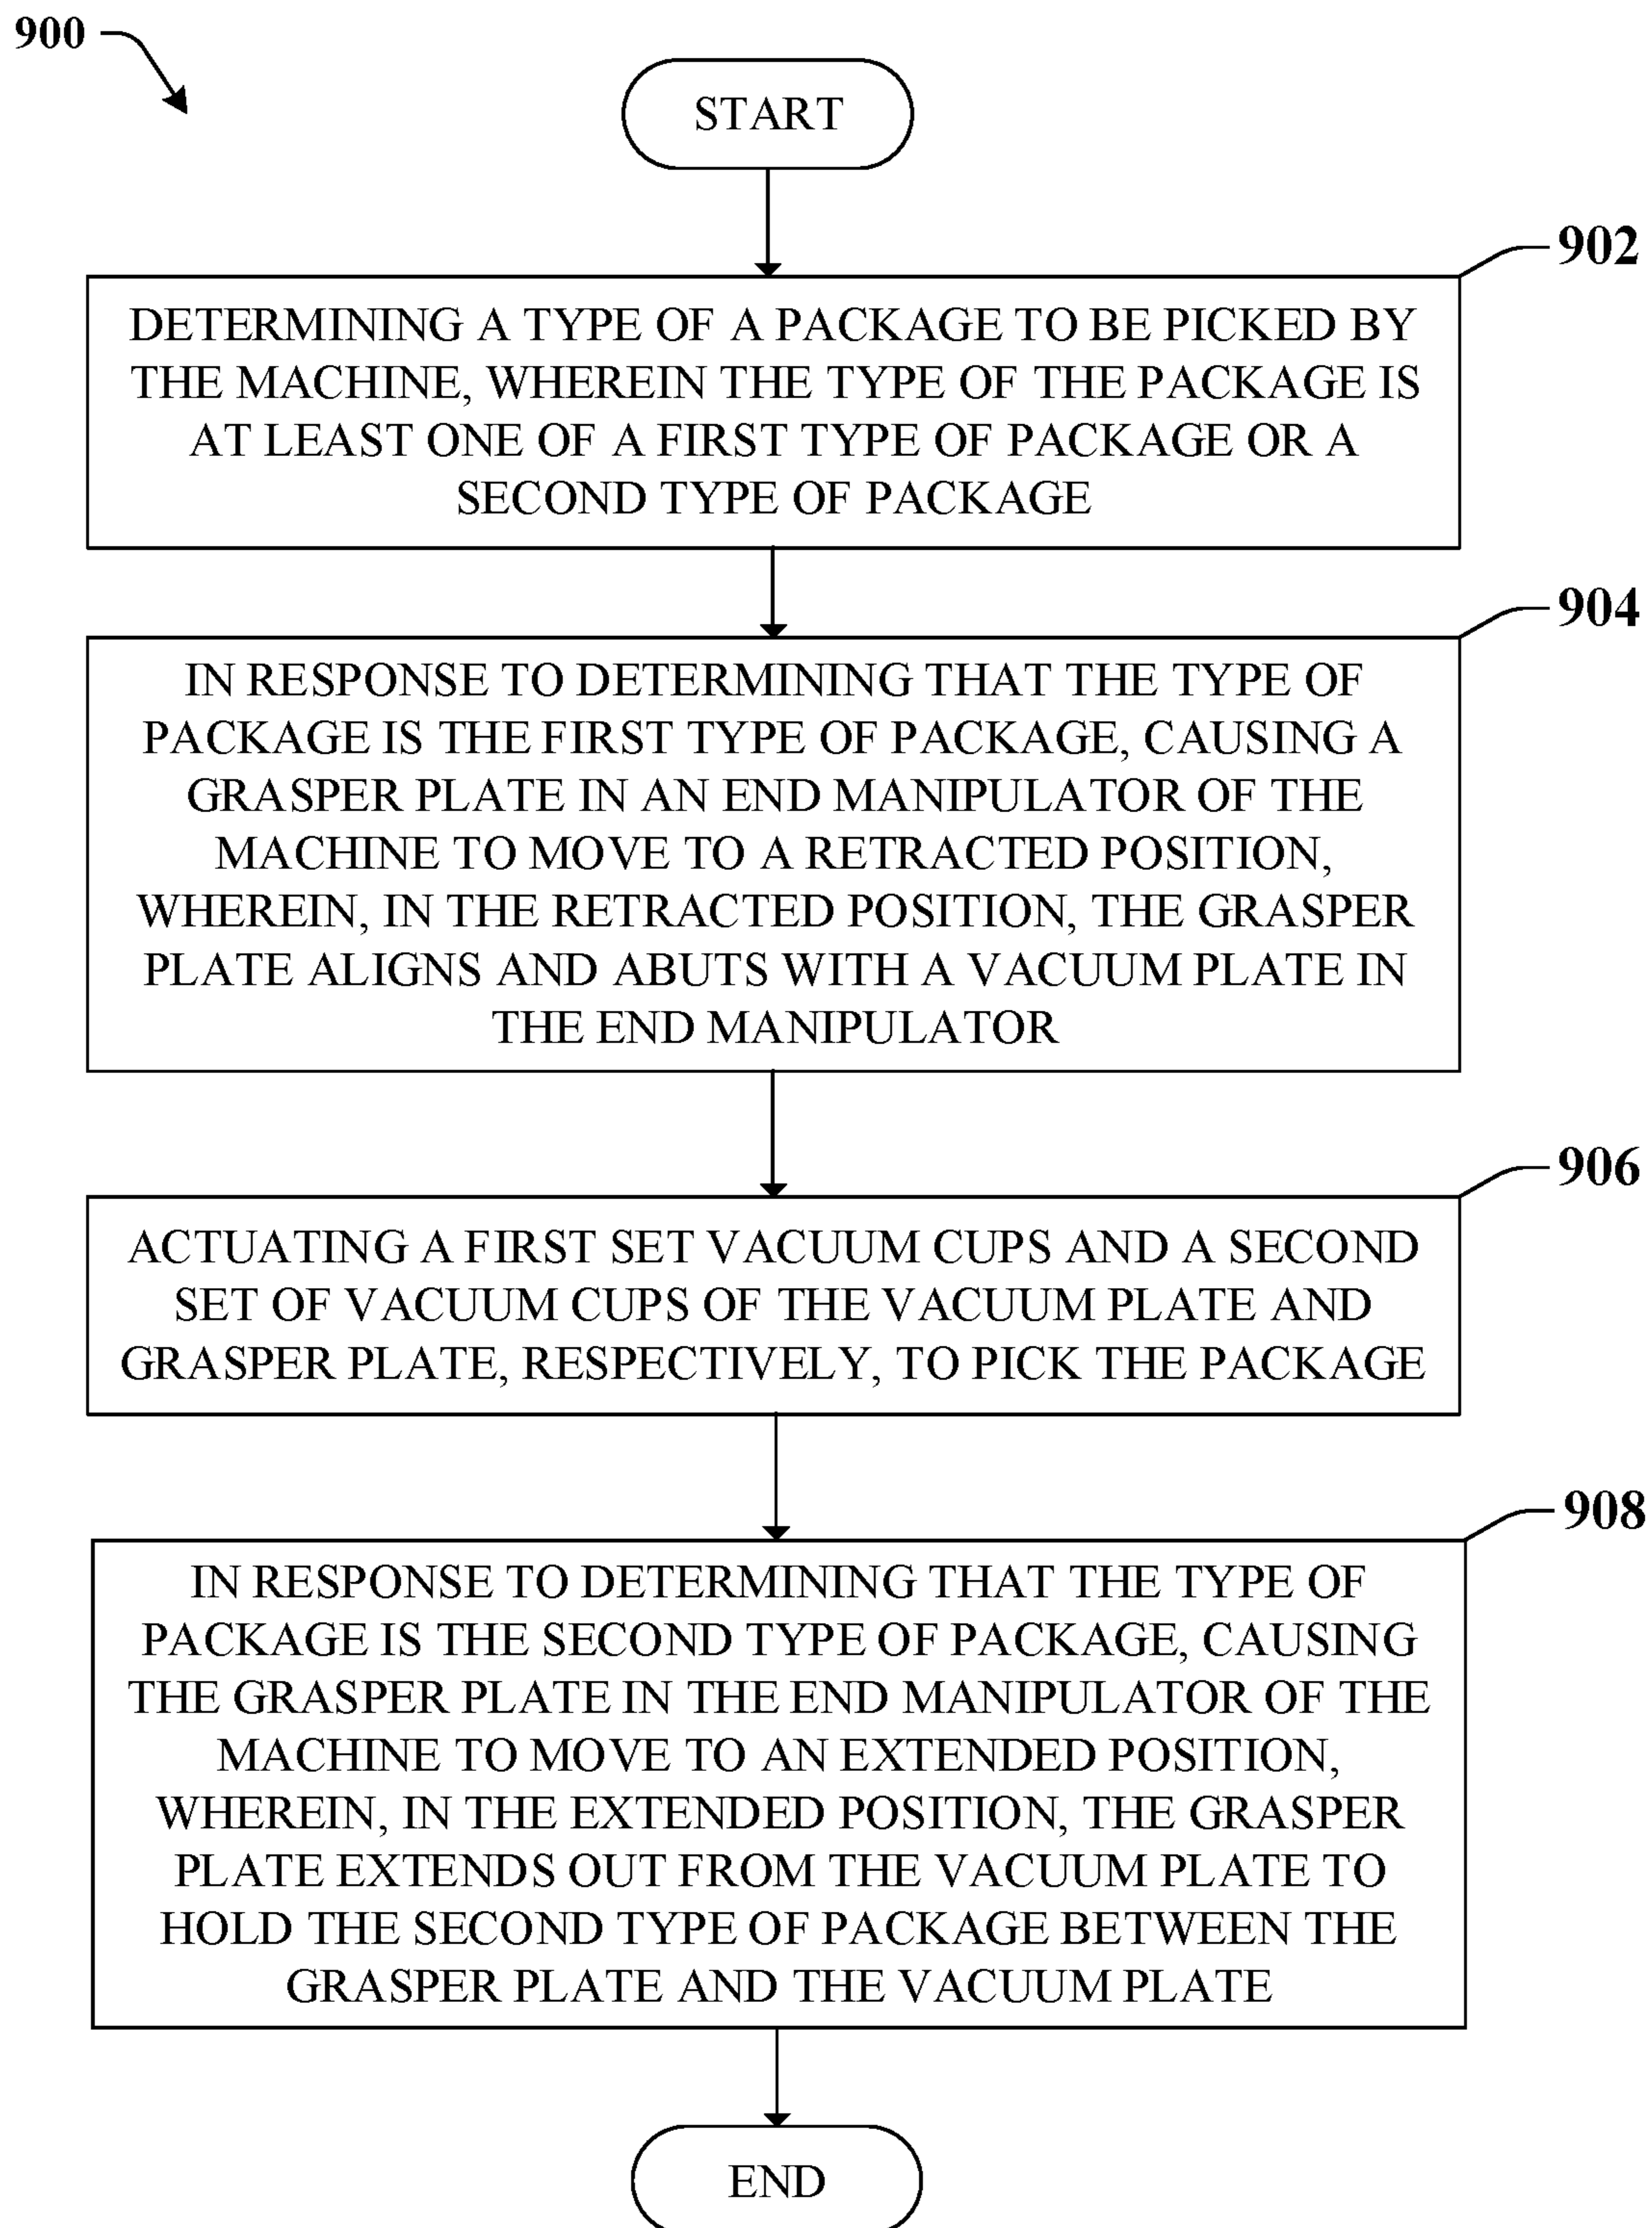 900
START
902
DETERMINING A TYPE OF A PACKAGE TO BE PICKED BY
THE MACHINE, WHEREIN THE TYPE OF THE PACKAGE IS
AT LEAST ONE OF A FIRST TYPE OF PACKAGE OR A
SECOND TYPE OF PACKAGE
904
IN RESPONSE TO DETERMINING THAT THE TYPE OF
PACKAGE IS THE FIRST TYPE OF PACKAGE, CAUSING A
GRASPER PLATE IN AN END MANIPULATOR OF THE
MACHINE TO MOVE TO A RETRACTED POSITION,
WHEREIN, IN THE RETRACTED POSITION, THE GRASPER
PLATE ALIGNS AND ABUTS WITH A VACUUM PLATE IN
THE END MANIPULATOR
906
ACTUATING A FIRST SET VACUUM CUPS AND A SECOND
SET OF VACUUM CUPS OF THE VACUUM PLATE AND
GRASPER PLATE, RESPECTIVELY, TO PICK THE PACKAGE
908
IN RESPONSE TO DETERMINING THAT THE TYPE OF
PACKAGE IS THE SECOND TYPE OF PACKAGE, CAUSING
THE GRASPER PLATE IN THE END MANIPULATOR OF THE
MACHINE TO MOVE TO AN EXTENDED POSITION,
WHEREIN, IN THE EXTENDED POSITION, THE GRASPER
PLATE EXTENDS OUT FROM THE VACUUM PLATE TO
HOLD THE SECOND TYPE OF PACKAGE BETWEEN THE
GRASPER PLATE AND THE VACUUM PLATE
END